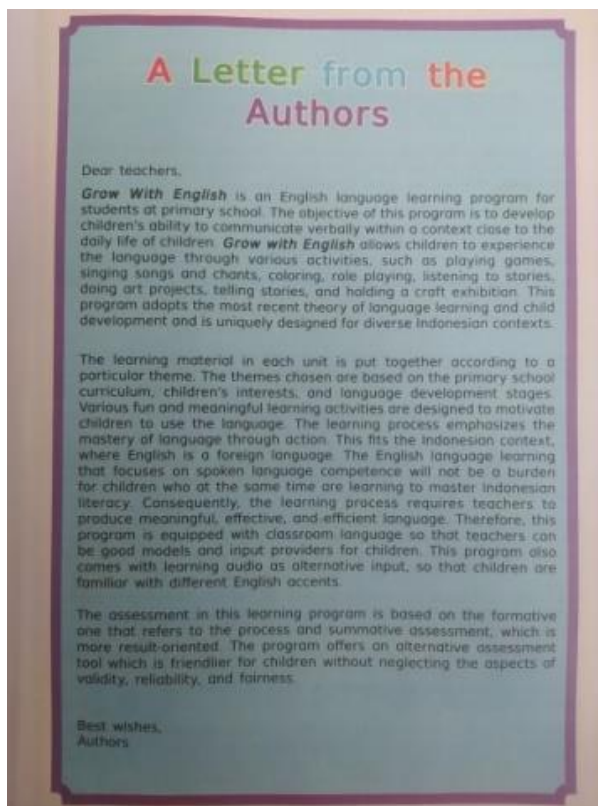 A Letter from the
Authors
Dear teachers,
Grow With English is an English language learning program for
students at primary school. The objective of this program is to develop
children's ability to communicate verbally within a context close to the
daily life of children. Grow with English allows children to experience
the language through various activities, such as playing games,
singing songs and chants, coloring, role playing, listening to stories,
doing art projects, telling stories, and holding a craft exhibition. This
program adopts the most recent theory of language learning and child
development and is uniquely designed for diverse Indonesian contexts.
The learning material in each unit is put together according to a
particular theme. The themes chosen are based on the primary school
curriculum, children's interests, and language development stages.
Various fun and meaningful learning activities are designed to motivate
children to use the language. The learning process emphasizes the
mastery of language through action. This fits the Indonesian context,
where English is a foreign language. The English language learning
that focuses on spoken language competence will not be a burden
for children who at the same time are learning to master Indonesian
literacy. Consequently, the learning process requires teachers to
produce meaningful, effective, and efficient language. Therefore, this
program is equipped with classroom language so that teachers can
be good models and input providers for children. This program also
comes with learning audio as alternative input, so that children are
familiar with different English accents.
The assessment in this learning program is based on the formative
one that refers to the process and summative assessment, which is
more result-oriented. The program offers an alternative assessment
tool which is friendlier for children without neglecting the aspects of
validity, reliability, and fairness.
Best wishes,
Authors